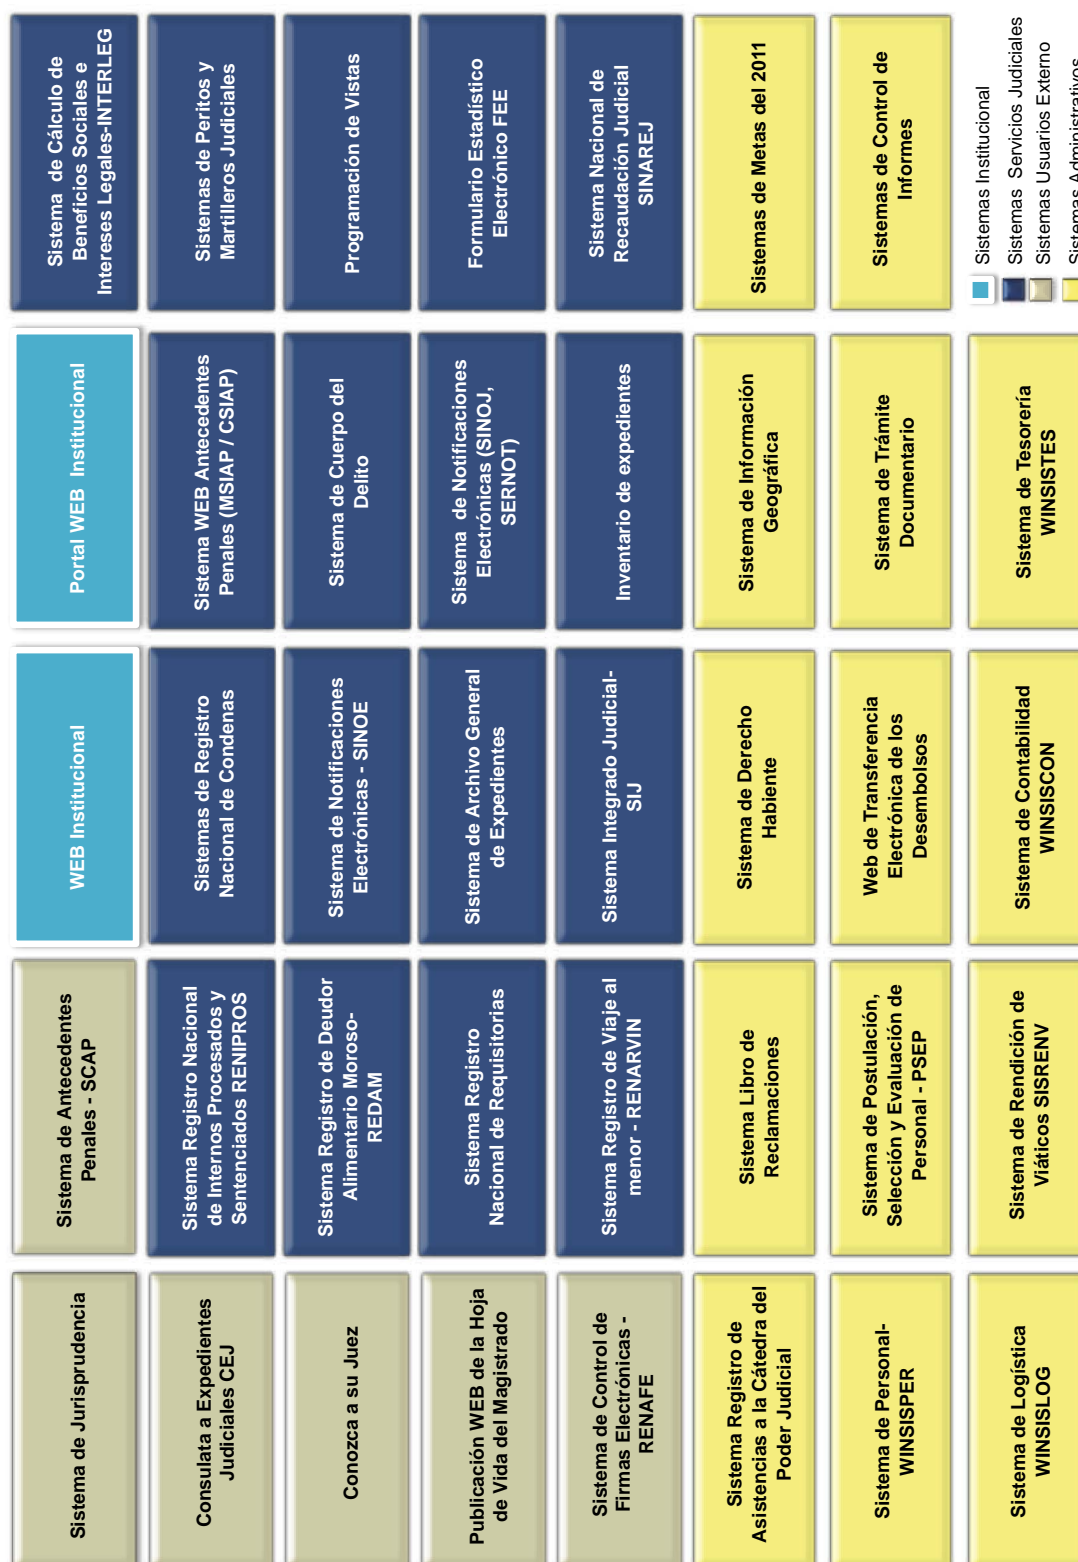 Sistema de Jurisprudencia
Sistema de Antecedentes
Penales - SCAP
WEB Institucional
Portal WEB Institucional
Sistema de Cálculo de
Beneficios Sociales e
Intereses Legales-INTERLEG
Consulata a Expedientes
Judiciales CEJ
Sistema Registro Nacional
de Internos Procesados y
Sentenciados RENIPROS
Sistemas de Registro
Nacional de Condenas
Sistema WEB Antecedentes
Penales (MSIAP / CSIAP)
Sistemas de Peritos y
Martilleros Judiciales
Conozca a su Juez
Sistema Registro de Deudor
Alimentario Moroso-
REDAM
Sistema de Notificaciones
Electrónicas - SINOE
Sistema de Cuerpo del
Delito
Programación de Vistas
Publicación WEB de la Hoja
de Vida del Magistrado
Sistema Registro
Nacional de Requisitorias
Sistema de Archivo General
de Expedientes
Sistema de Notificaciones
Electrónicas (SINOJ,
SERNOT)
Formulario Estadístico
Electrónico FEE
Sistema de Control de
Firmas Electrónicas -
RENAFE
Sistema Registro de Viaje al
menor - RENARVIN
Sistema Integrado Judicial-
SIJ
Inventario de expedientes
Sistema Nacional de
Recaudación Judicial
SINAREJ
Sistema Registro de
Asistencias a la Cátedra del
Poder Judicial
Sistema Libro de
Reclamaciones
Sistema de Derecho
Habiente
Sistema de Información
Geográfica
Sistemas de Metas del 2011
Sistema de Personal-
WINSISPER
Sistema de Postulación,
Selección y Evaluación de
Personal - PSEP
Web de Transferencia
Electrónica de los
Desembolsos
Sistema de Trámite
Documentario
Sistemas de Control de
Informes
Sistema de Logística
WINSISLOG
Sistema de Rendición de
Viáticos SISRENV
Sistema de Contabilidad
WINSISCON
Sistema de Tesorería
WINSISTES
Sistemas Institucional
Sistemas Servicios Judiciales
Sistemas Usuarios Externo
Sistemas Administrativos